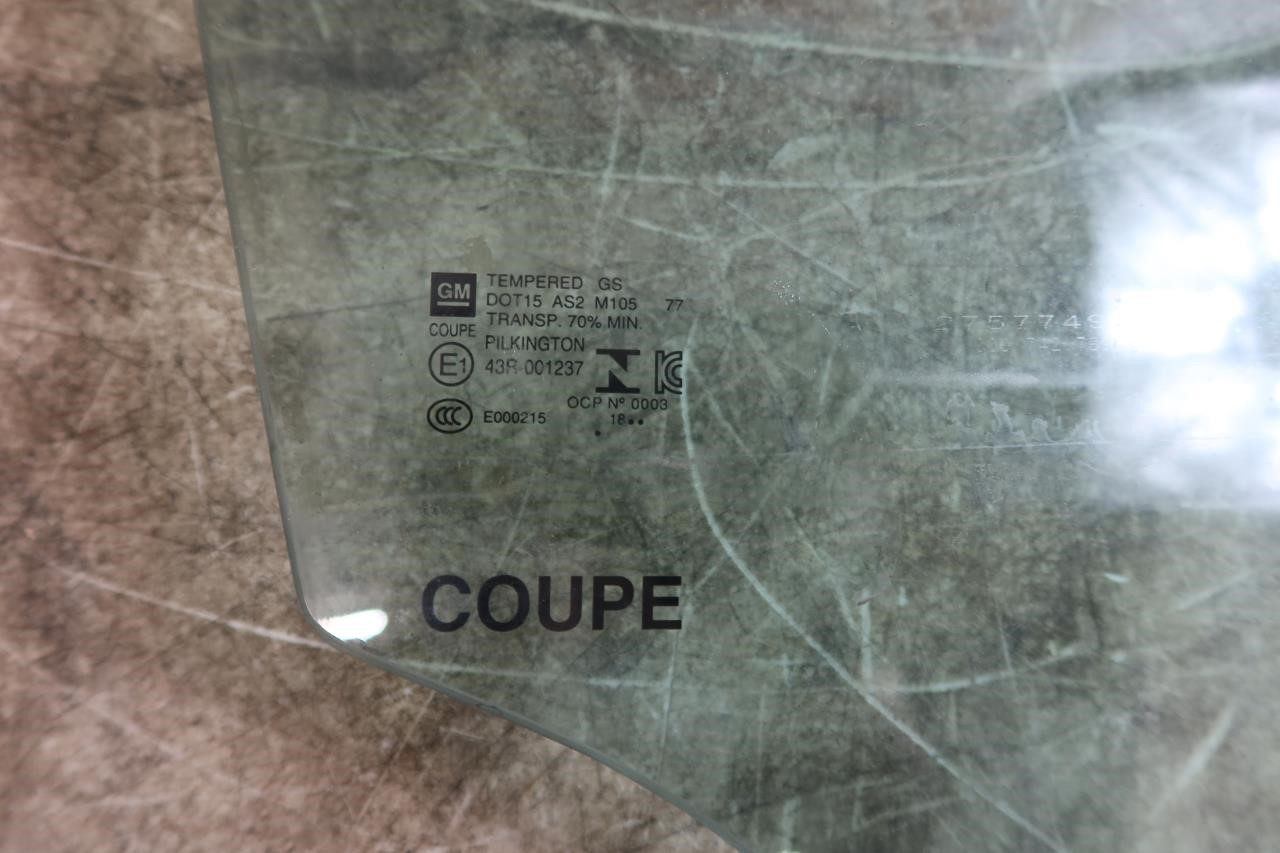 GM
TEMPERED GS
DOT15 AS2 M105 77
TRANSP. 70% MIN.
COUPE
PILKINGTON
E1
43R-001237
OCP Nº 0003
CCC
E000215
18••
COUPE